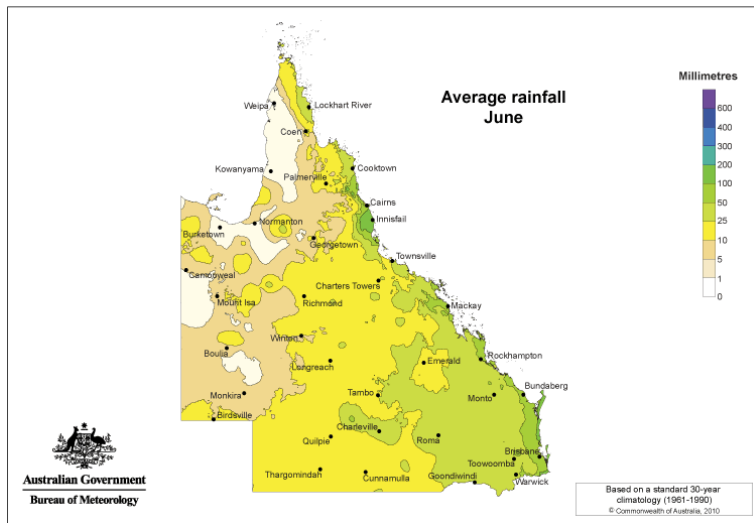 Average rainfall
June
Millimetres
600
400
300
200
100
50
25
10
5
1
0
Weipa
Lockhart River
Coen
Kowanyama
Palmerville
Cooktown
Cairns
Innisfail
Normanton
Burketown
Georgetown
Townsville
Camooweal
Charters Towers
Mount Isa
Richmond
Mackay
Winton
Boulia
Longreach
Emerald
Rockhampton
Monkira
Tambo
Monto
Bundaberg
Birdsville
Charleville
Quilpie
Roma
Brisbane
Toowoomba
Thargomindah
Cunnamulla
Goondiwindi
Warwick
Australian Government
Bureau of Meteorology
Based on a standard 30-year
climatology (1961-1990)
© Commonwealth of Australia, 2010